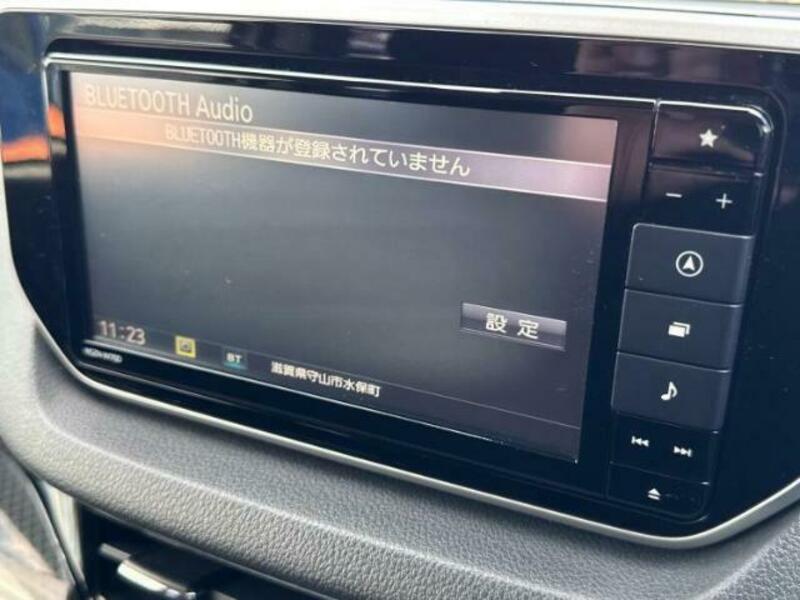 BLUETOOTH Audio
BLUETOOTH機器が登録されていません
設定
11:23
BT
滋賀県守山市水保町